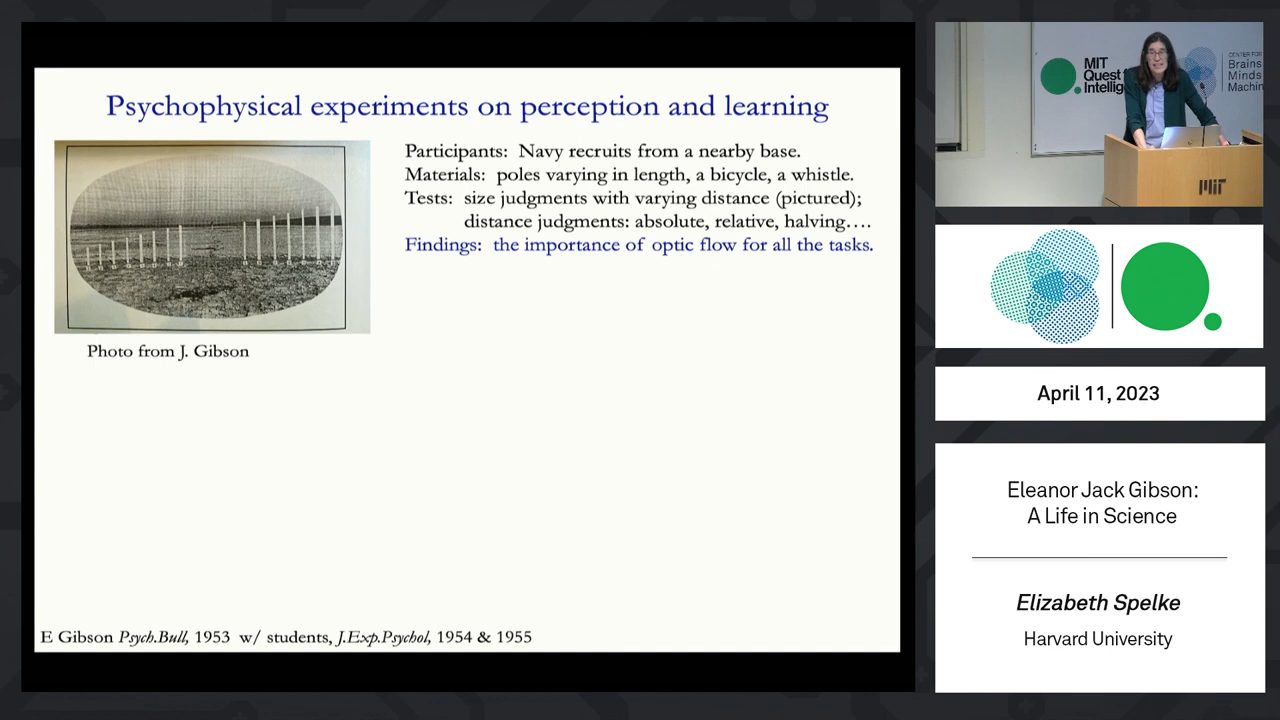 Psychophysical experiments on perception and learning
Participants: Navy recruits from a nearby base.
Materials: poles varying in length, a bicycle, a whistle.
Tests: size judgments with varying distance (pictured);
distance judgments: absolute, relative, halving....
Findings: the importance of optic flow for all the tasks.
Photo from J. Gibson
E Gibson Psych.Bull, 1953 w/ students, J.Exp.Psychol, 1954 & 1955
MIT
Quest
Intellig
CENTER FOR
Brains
Minds
Machin
MIT
April 11, 2023
Eleanor Jack Gibson:
A Life in Science
Elizabeth Spelke
Harvard University